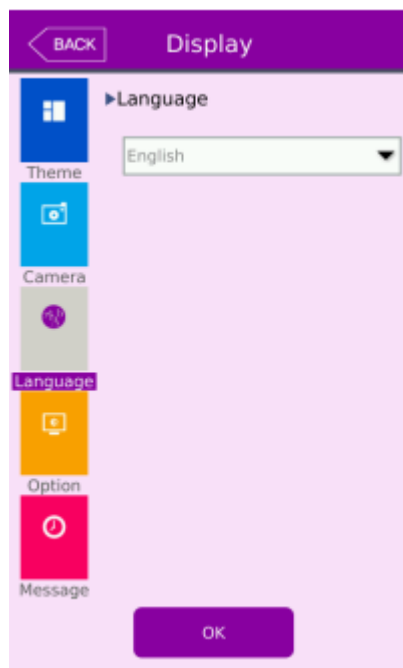 BACK
Display
Theme
Camera
Language
Option
Message
►Language
English
OK